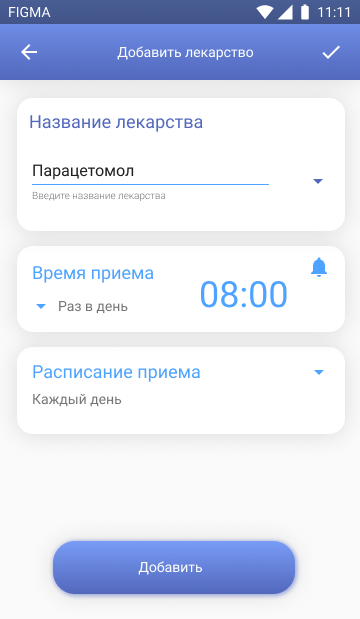 FIGMA 11:11
Добавить лекарство
Название лекарства
Парацетомол
Введите название лекарства
Время приема
08:00
Раз в день
Расписание приема
Каждый день
Добавить